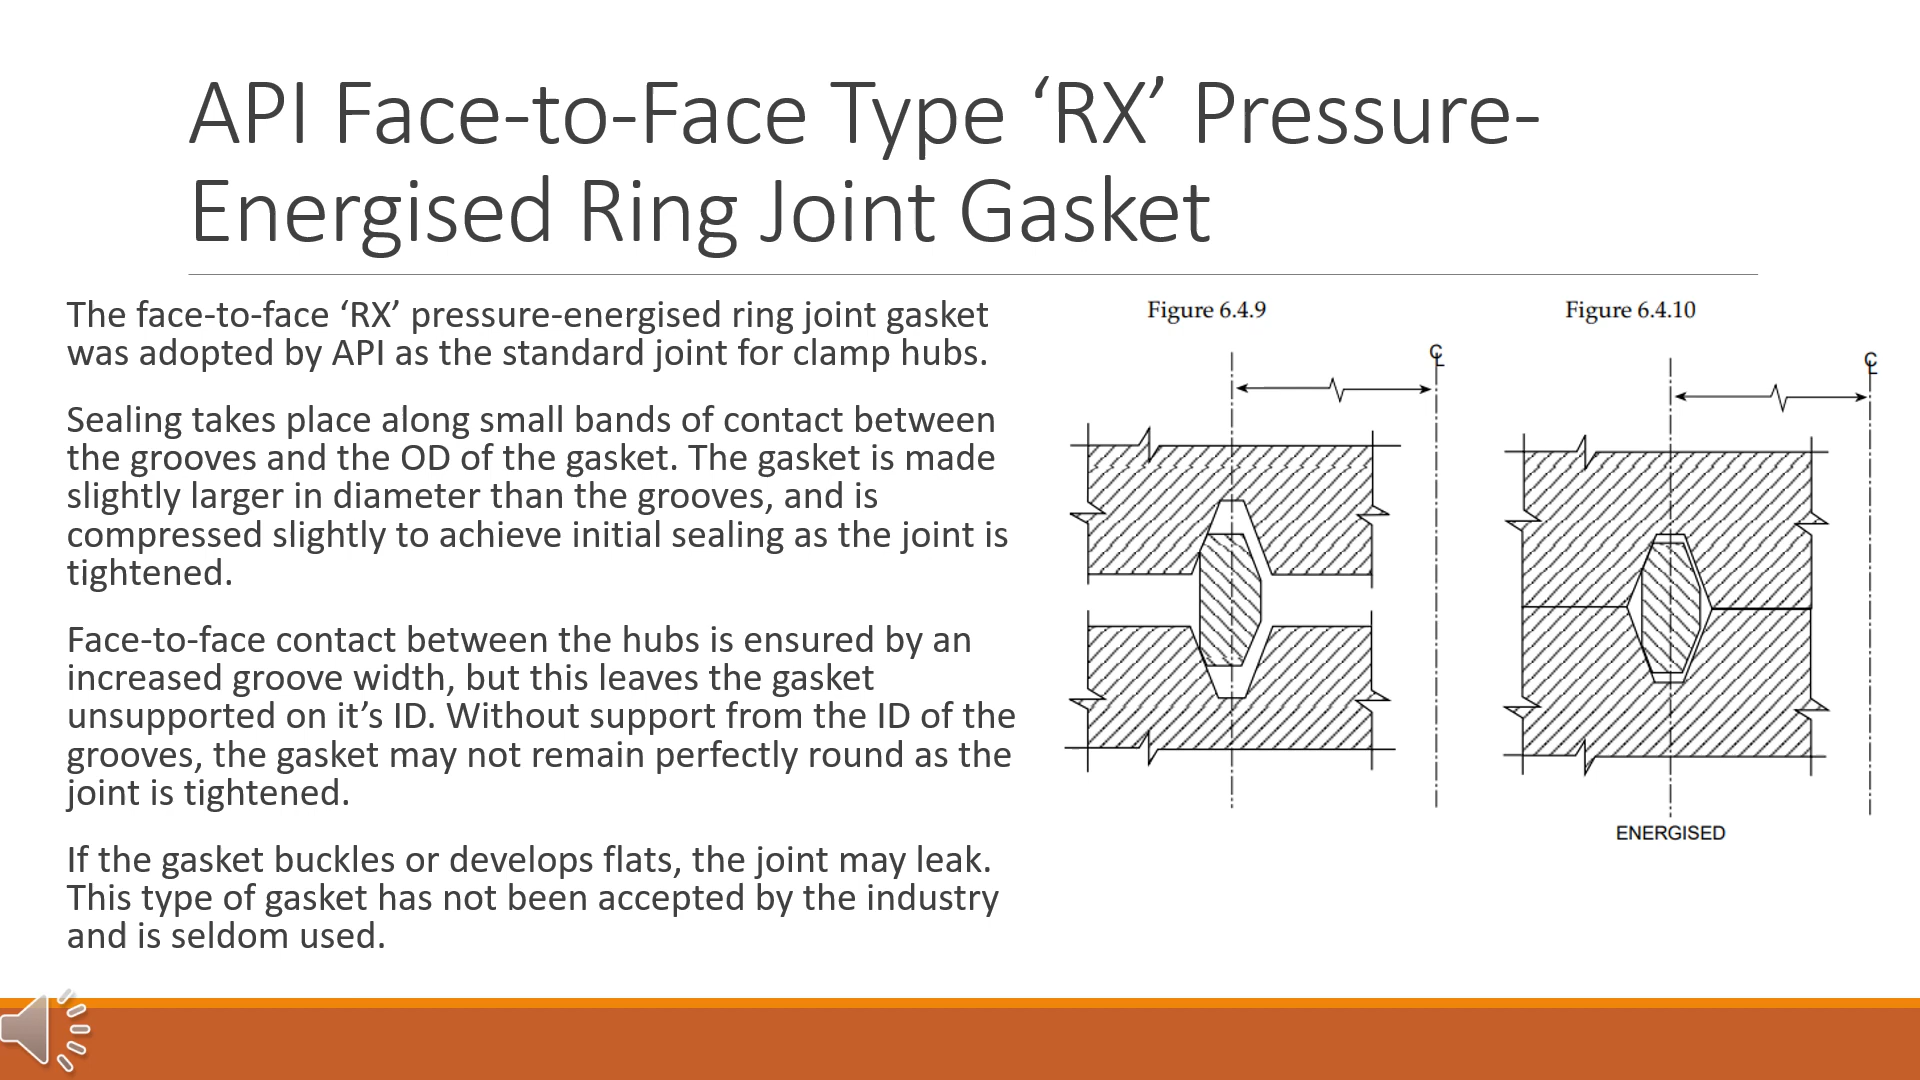 API Face-to-Face Type ‘RX’ Pressure-
Energised Ring Joint Gasket
The face-to-face ‘RX’ pressure-energised ring joint gasket
was adopted by API as the standard joint for clamp hubs.
Sealing takes place along small bands of contact between
the grooves and the OD of the gasket. The gasket is made
slightly larger in diameter than the grooves, and is
compressed slightly to achieve initial sealing as the joint is
tightened.
Face-to-face contact between the hubs is ensured by an
increased groove width, but this leaves the gasket
unsupported on it’s ID. Without support from the ID of the
grooves, the gasket may not remain perfectly round as the
joint is tightened.
If the gasket buckles or develops flats, the joint may leak.
This type of gasket has not been accepted by the industry
and is seldom used.
Figure 6.4.9
℄
Figure 6.4.10
℄
ENERGISED